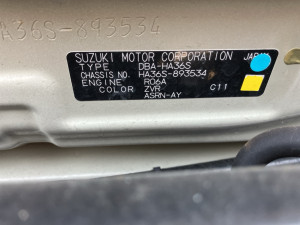 HA36S-893534
SUZUKI MOTOR CORPORATION JAPAN
TYPE DBA-HA36S
CHASSIS NO. HA36S-893534
ENGINE R06A
COLOR ZVR C11
ASRN-AY